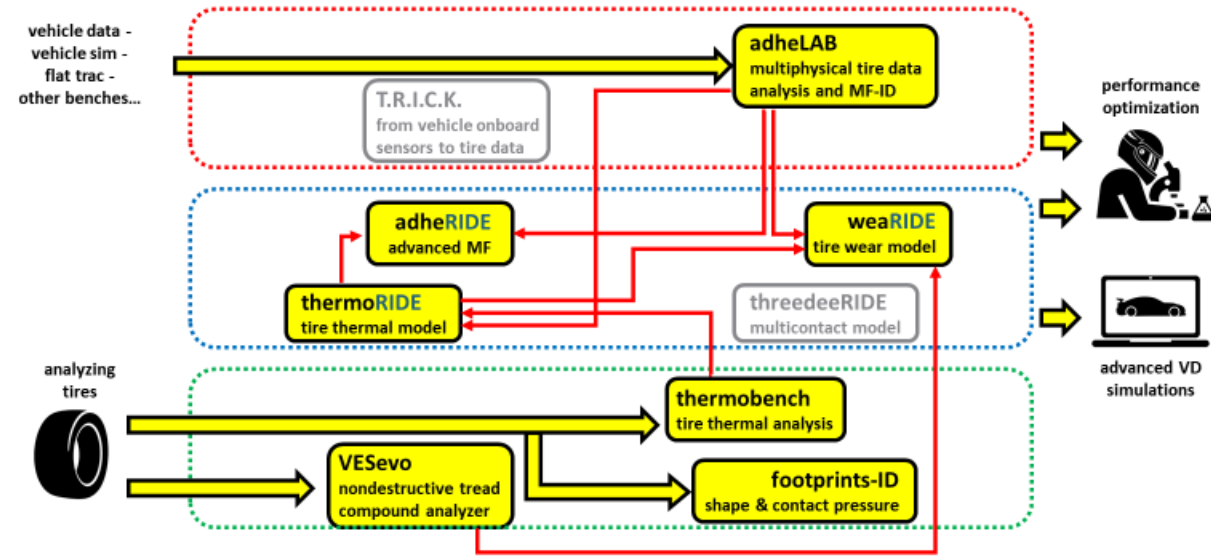 vehicle data -
vehicle sim -
flat trac -
other benches...
adheLAB
multiphysical tire data
analysis and MF-ID
T.R.I.C.K.
from vehicle onboard
sensors to tire data
performance
optimization
adheRIDE
advanced MF
weaRIDE
tire wear model
thermoRIDE
tire thermal model
threedeeRIDE
multicontact model
advanced VD
simulations
analyzing
tires
thermobench
tire thermal analysis
VESevo
nondestructive tread
compound analyzer
footprints-ID
shape & contact pressure